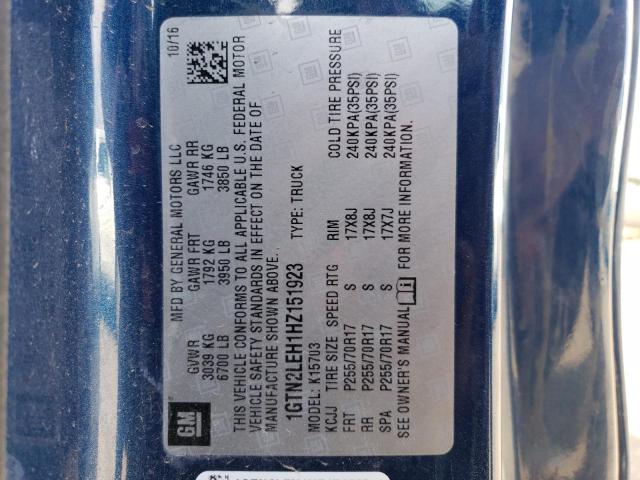 GM
10/16
MFD BY GENERAL MOTORS LLC
GVWR GAWR FRT GAWR RR
3039 KG 1792 KG 1746 KG
6700 LB 3950 LB 3850 LB
THIS VEHICLE CONFORMS TO ALL APPLICABLE U.S. FEDERAL MOTOR
VEHICLE SAFETY STANDARDS IN EFFECT ON THE DATE OF
MANUFACTURE SHOWN ABOVE.
1GTN2LEH1HZ151923 TYPE: TRUCK
MODEL: K157U3
KCJJ TIRE SIZE SPEED RTG RIM COLD TIRE PRESSURE
FRT P255/70R17 S 17X8J 240KPA(35PSI)
RR P255/70R17 S 17X8J 240KPA(35PSI)
SPA P255/70R17 S 17X7J 240KPA(35PSI)
SEE OWNER'S MANUAL FOR MORE INFORMATION.